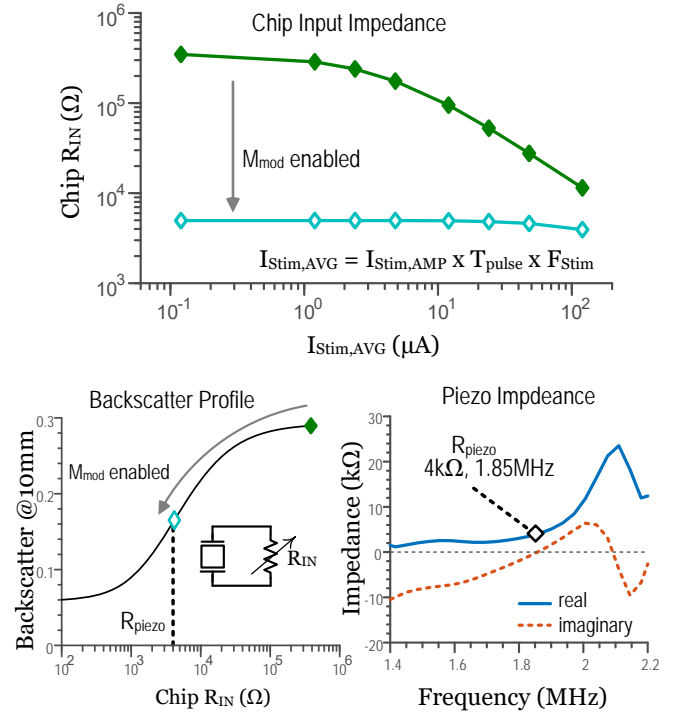 Chip Input Impedance
10^6
10^5
10^4
10^3
Chip R_IN (Ω)
M_mod enabled
I_Stim,AVG = I_Stim,AMP x T_pulse x F_Stim
10^-1
10^0
10^1
10^2
I_Stim,AVG (µA)
Backscatter Profile
0.3
0.2
0.1
0
Backscatter @10mm
M_mod enabled
R_IN
R_piezo
10^2
10^3
10^4
10^5
10^6
Chip R_IN (Ω)
Piezo Impdeance
30
20
10
0
-10
-20
Impedance (kΩ)
R_piezo
4kΩ, 1.85MHz
real
imaginary
1.4
1.6
1.8
2
2.2
Frequency (MHz)